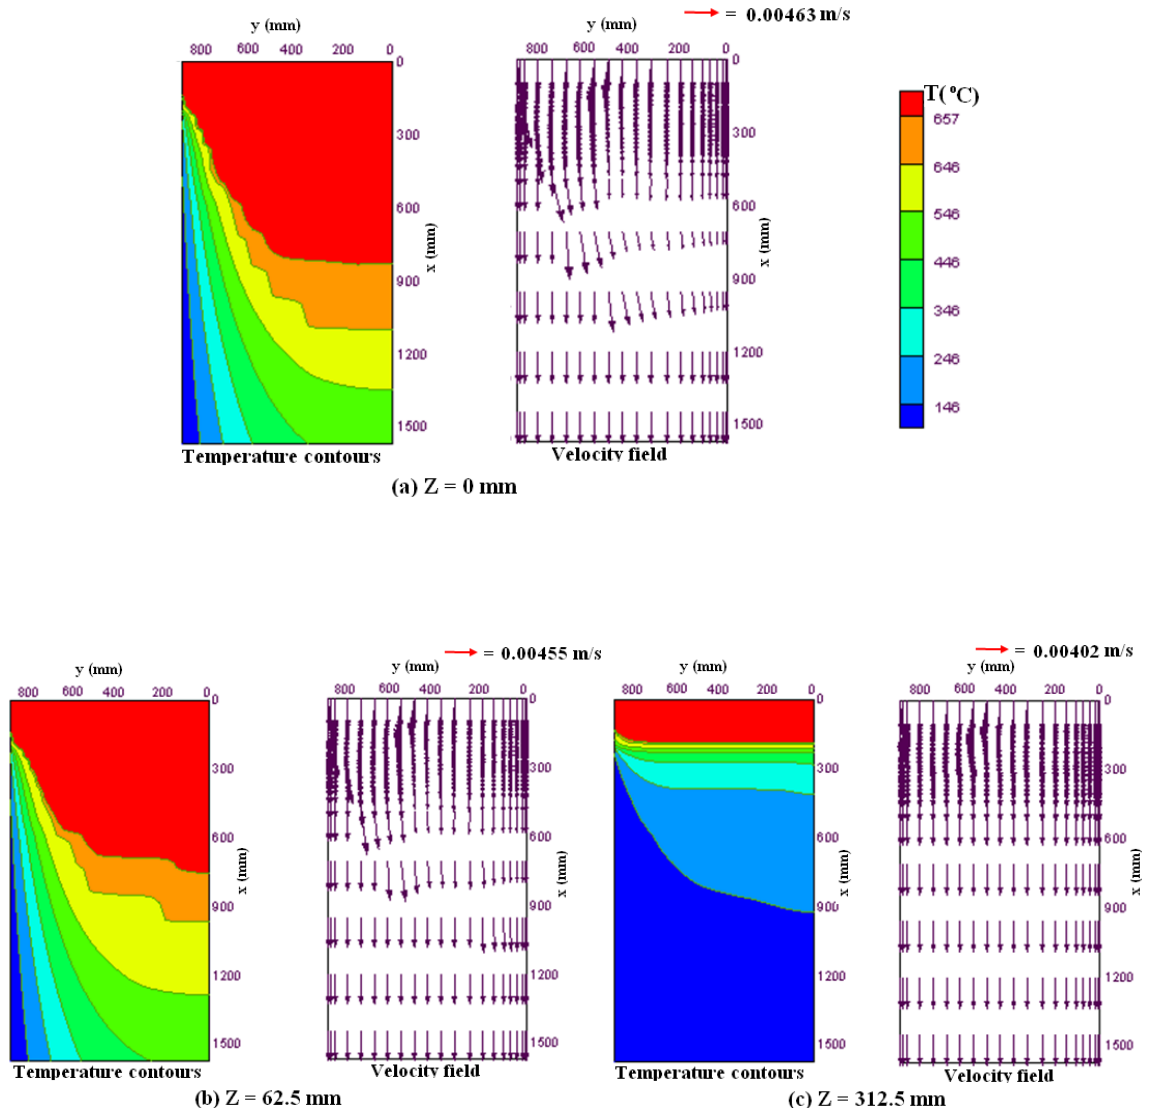 = 0.00463 m/s
y (mm)
y (mm)
800 600 400 200 0
800 600 400 200 0
0
300
600
900
1200
1500
x (mm)
0
300
600
900
1200
1500
x (mm)
T(ºC)
657
646
546
446
346
246
146
Temperature contours
Velocity field
(a) Z = 0 mm
= 0.00455 m/s
= 0.00402 m/s
y (mm)
y (mm)
y (mm)
y (mm)
800 600 400 200 0
800 600 400 200 0
800 600 400 200 0
800 600 400 200 0
0
300
600
900
1200
1500
x (mm)
0
300
600
900
1200
1500
x (mm)
0
300
600
900
1200
1500
x (mm)
0
300
600
900
1200
1500
x (mm)
Temperature contours
Velocity field
Temperature contours
Velocity field
(b) Z = 62.5 mm
(c) Z = 312.5 mm